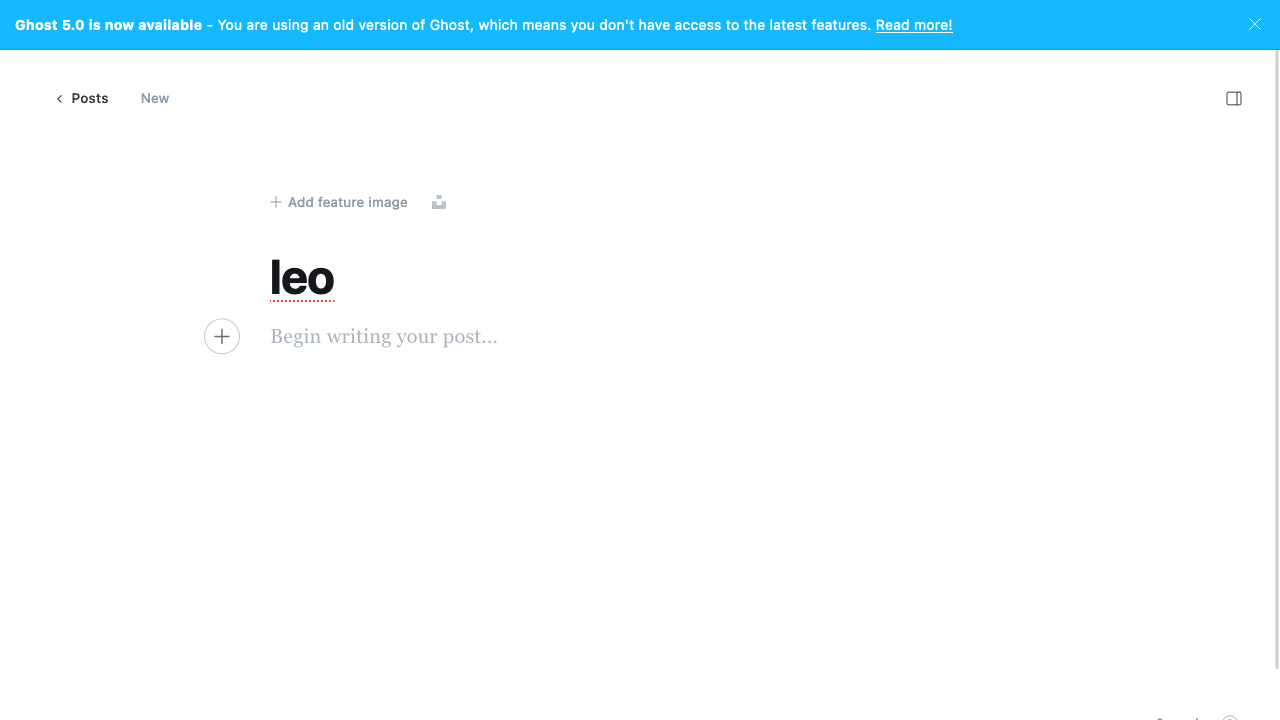 Ghost 5.0 is now available - You are using an old version of Ghost, which means you don't have access to the latest features. Read more!
Posts New
Add feature image
leo
Begin writing your post...